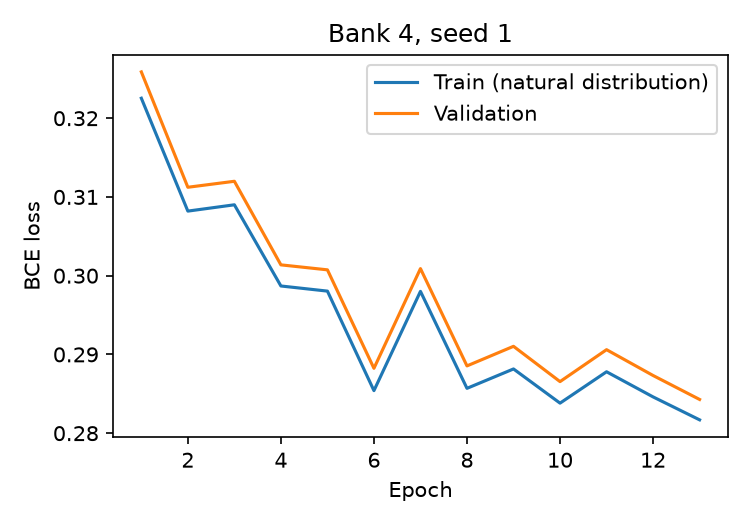 Bank 4, seed 1
Train (natural distribution)
Validation
BCE loss
0.32
0.31
0.30
0.29
0.28
2 4 6 8 10 12
Epoch